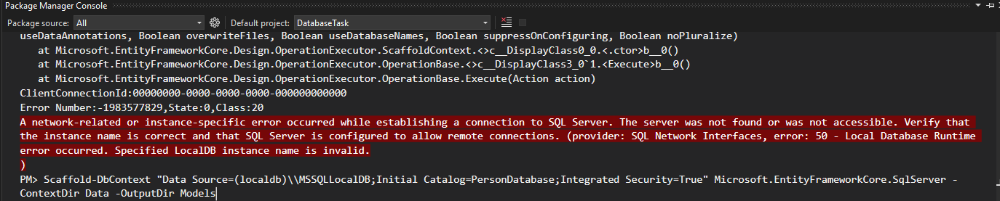 Package Manager Console
Package source: All Default project: DatabaseTask
useDataAnnotations, Boolean overwriteFiles, Boolean useDatabaseNames, Boolean suppressOnConfiguring, Boolean noPluralize)
   at Microsoft.EntityFrameworkCore.Design.OperationExecutor.ScaffoldContext.<>c__DisplayClass0_0.<.ctor>b__0()
   at Microsoft.EntityFrameworkCore.Design.OperationExecutor.OperationBase.<>c__DisplayClass3_0`1.<Execute>b__0()
   at Microsoft.EntityFrameworkCore.Design.OperationExecutor.OperationBase.Execute(Action action)
ClientConnectionId:00000000-0000-0000-0000-000000000000
Error Number:-1983577829,State:0,Class:20
A network-related or instance-specific error occurred while establishing a connection to SQL Server. The server was not found or was not accessible. Verify that
the instance name is correct and that SQL Server is configured to allow remote connections. (provider: SQL Network Interfaces, error: 50 - Local Database Runtime
error occurred. Specified LocalDB instance name is invalid.
)
PM> Scaffold-DbContext "Data Source=(localdb)\\MSSQLLocalDB;Initial Catalog=PersonDatabase;Integrated Security=True" Microsoft.EntityFrameworkCore.SqlServer -
ContextDir Data -OutputDir Models